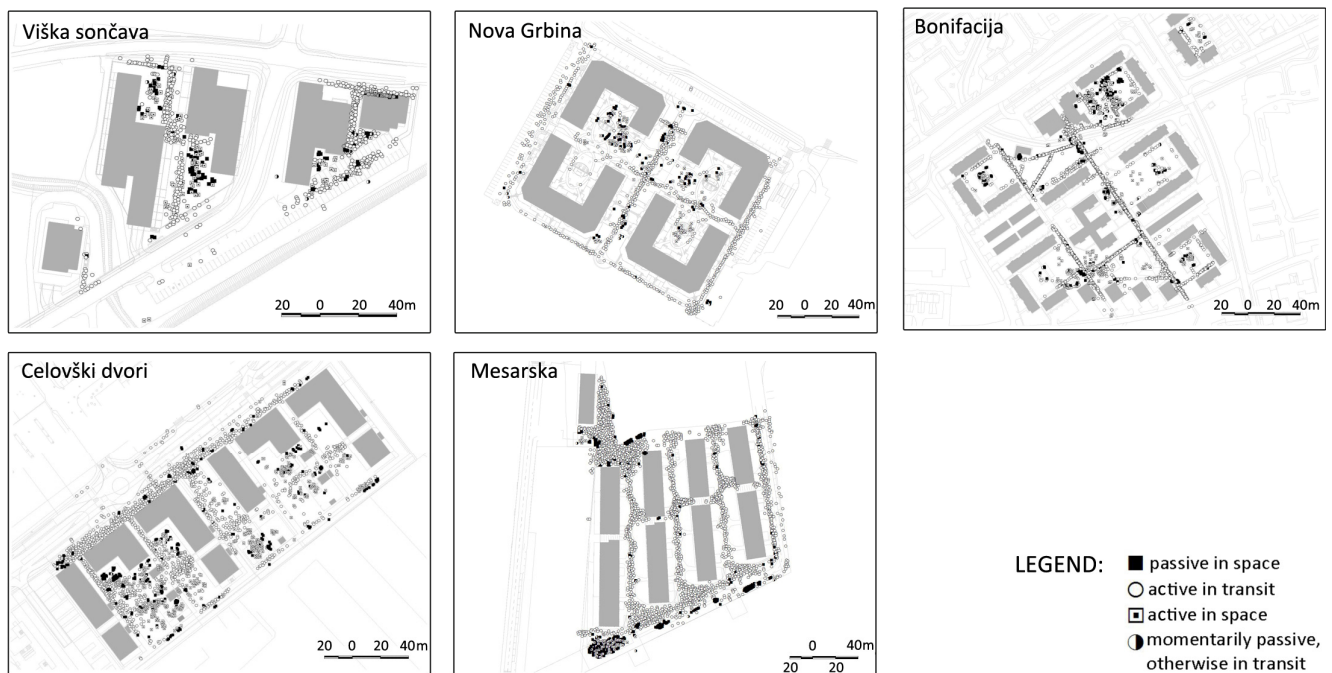 Viška sončava
20 0 20 40m
Nova Grbina
20 0 20 40m
Bonifacija
20 0 20 40m
Celovški dvori
20 0 20 40m
Mesarska
0 40m
20 20
LEGEND:
passive in space
active in transit
active in space
momentarily passive,
otherwise in transit